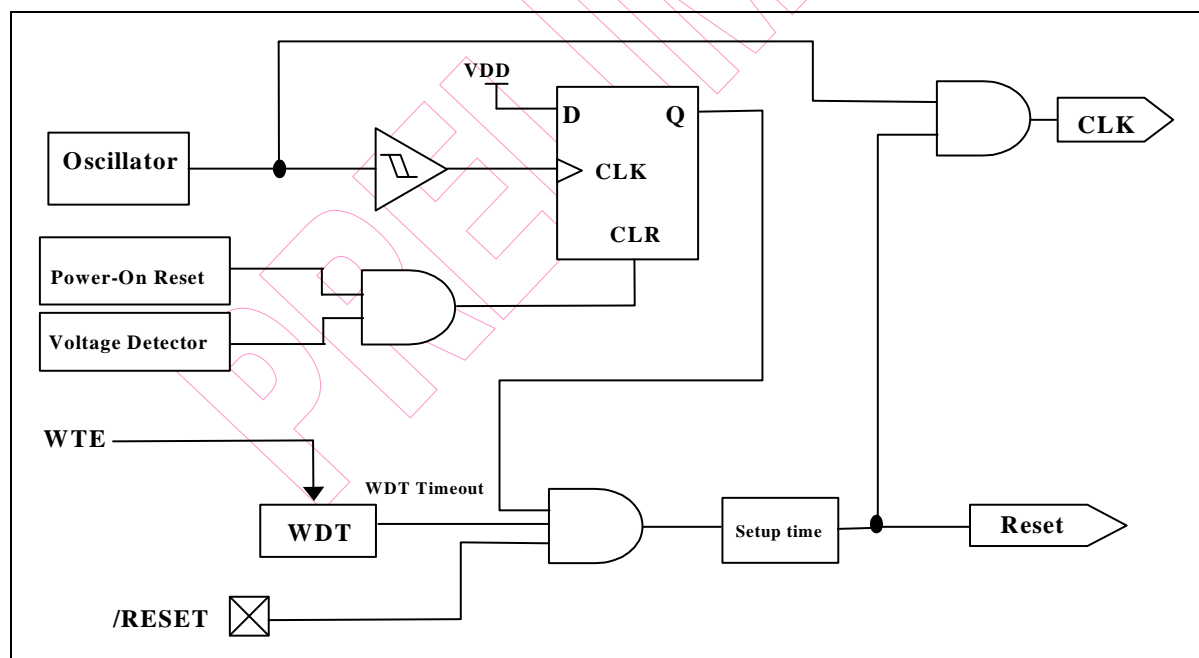 VDD
D Q
CLK
Oscillator
CLK
CLR
Power-On Reset
Voltage Detector
WTE
WDT Timeout
WDT
Setup time
Reset
/RESET